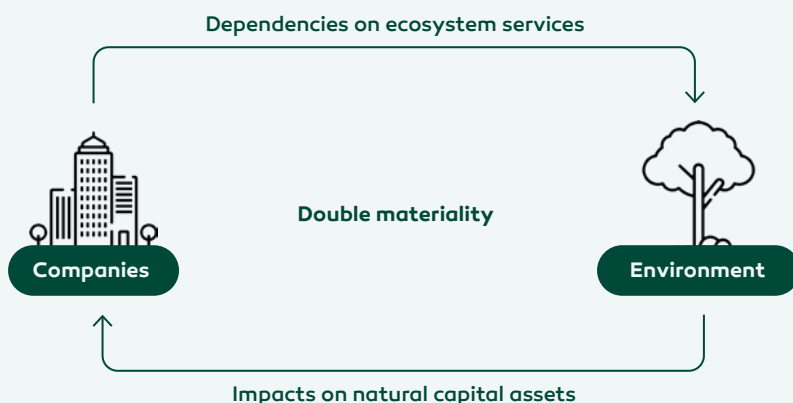 Dependencies on ecosystem services
Double materiality
Companies
Environment
Impacts on natural capital assets